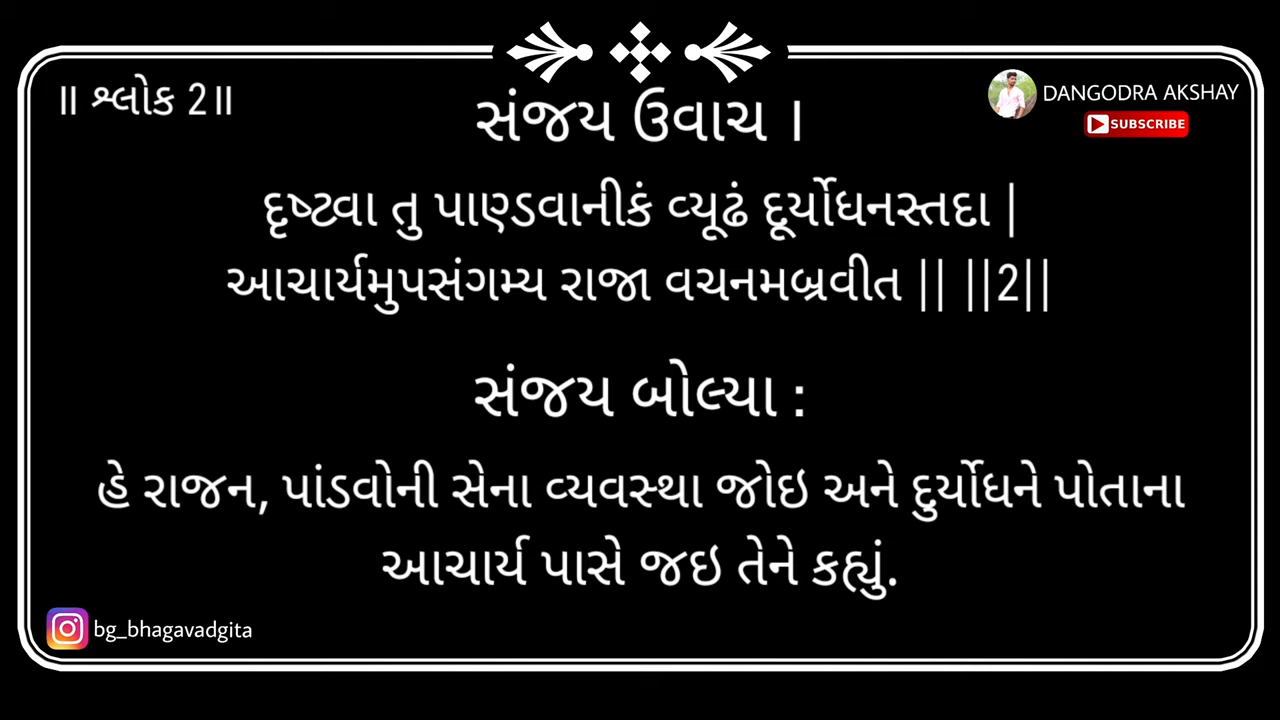 ॥ શ્લોક 2॥
DANGODRA AKSHAY
SUBSCRIBE
સંજય ઉવાચ ।
દૃષ્ટ્વા તુ પાણ્ડવાનીકં વ્યૂઢં દૂર્યોધનસ્તદા |
આચાર્યમુપસંગમ્ય રાજા વચનમબ્રવીત || ||2||
સંજય બોલ્યા :
હે રાજન, પાંડવોની સેના વ્યવસ્થા જોઇ અને દુર્યોધને પોતાના
આચાર્ય પાસે જઇ તેને કહ્યું.
bg_bhagavadgita